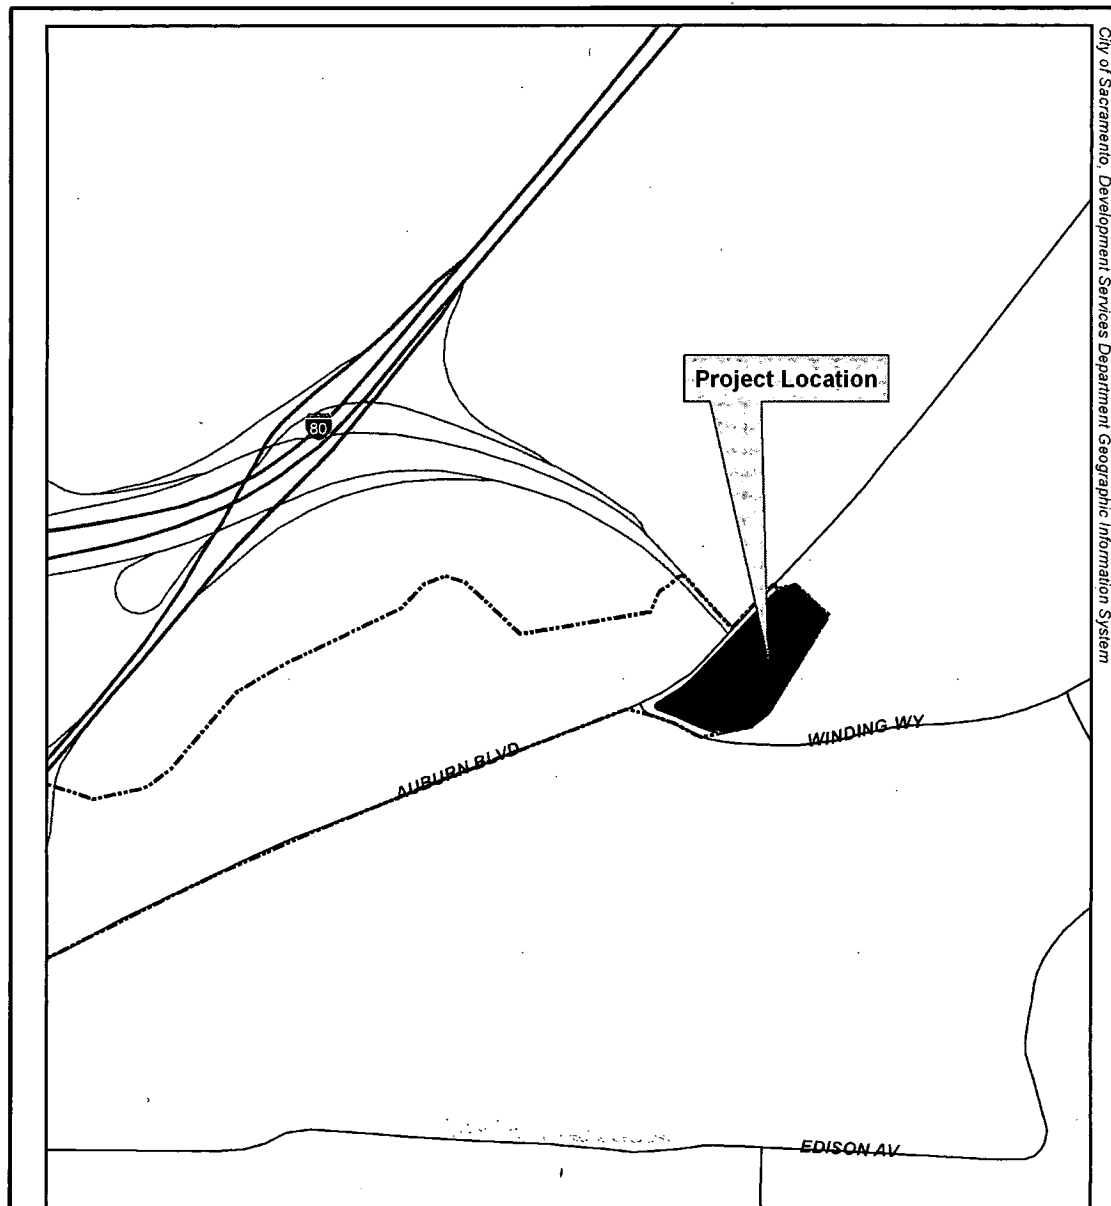 City of Sacramento, Development Services Department Geographic Information System
Project Location
80
WINDING WY
AUBURN BLVD
EDISON AV